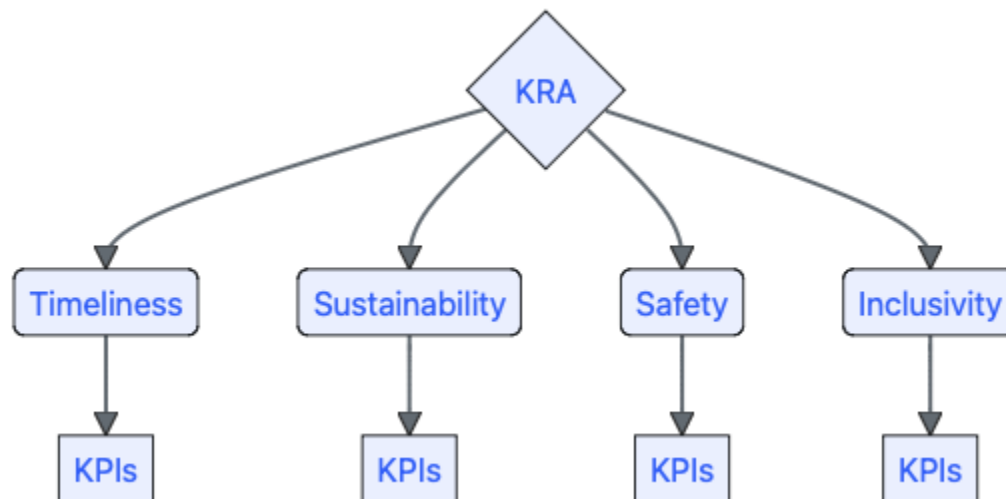 KRA
Timeliness
Sustainability
Safety
Inclusivity
KPIs
KPIs
KPIs
KPIs